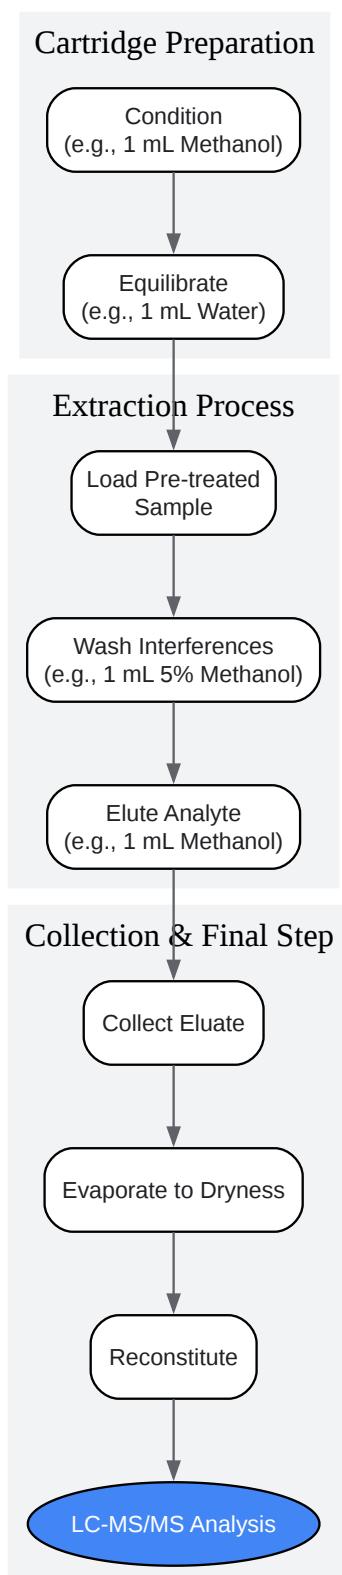 Cartridge Preparation
Condition
(e.g., 1 mL Methanol)
Equilibrate
(e.g., 1 mL Water)
Extraction Process
Load Pre-treated
Sample
Wash Interferences
(e.g., 1 mL 5% Methanol)
Elute Analyte
(e.g., 1 mL Methanol)
Collection & Final Step
Collect Eluate
Evaporate to Dryness
Reconstitute
LC-MS/MS Analysis